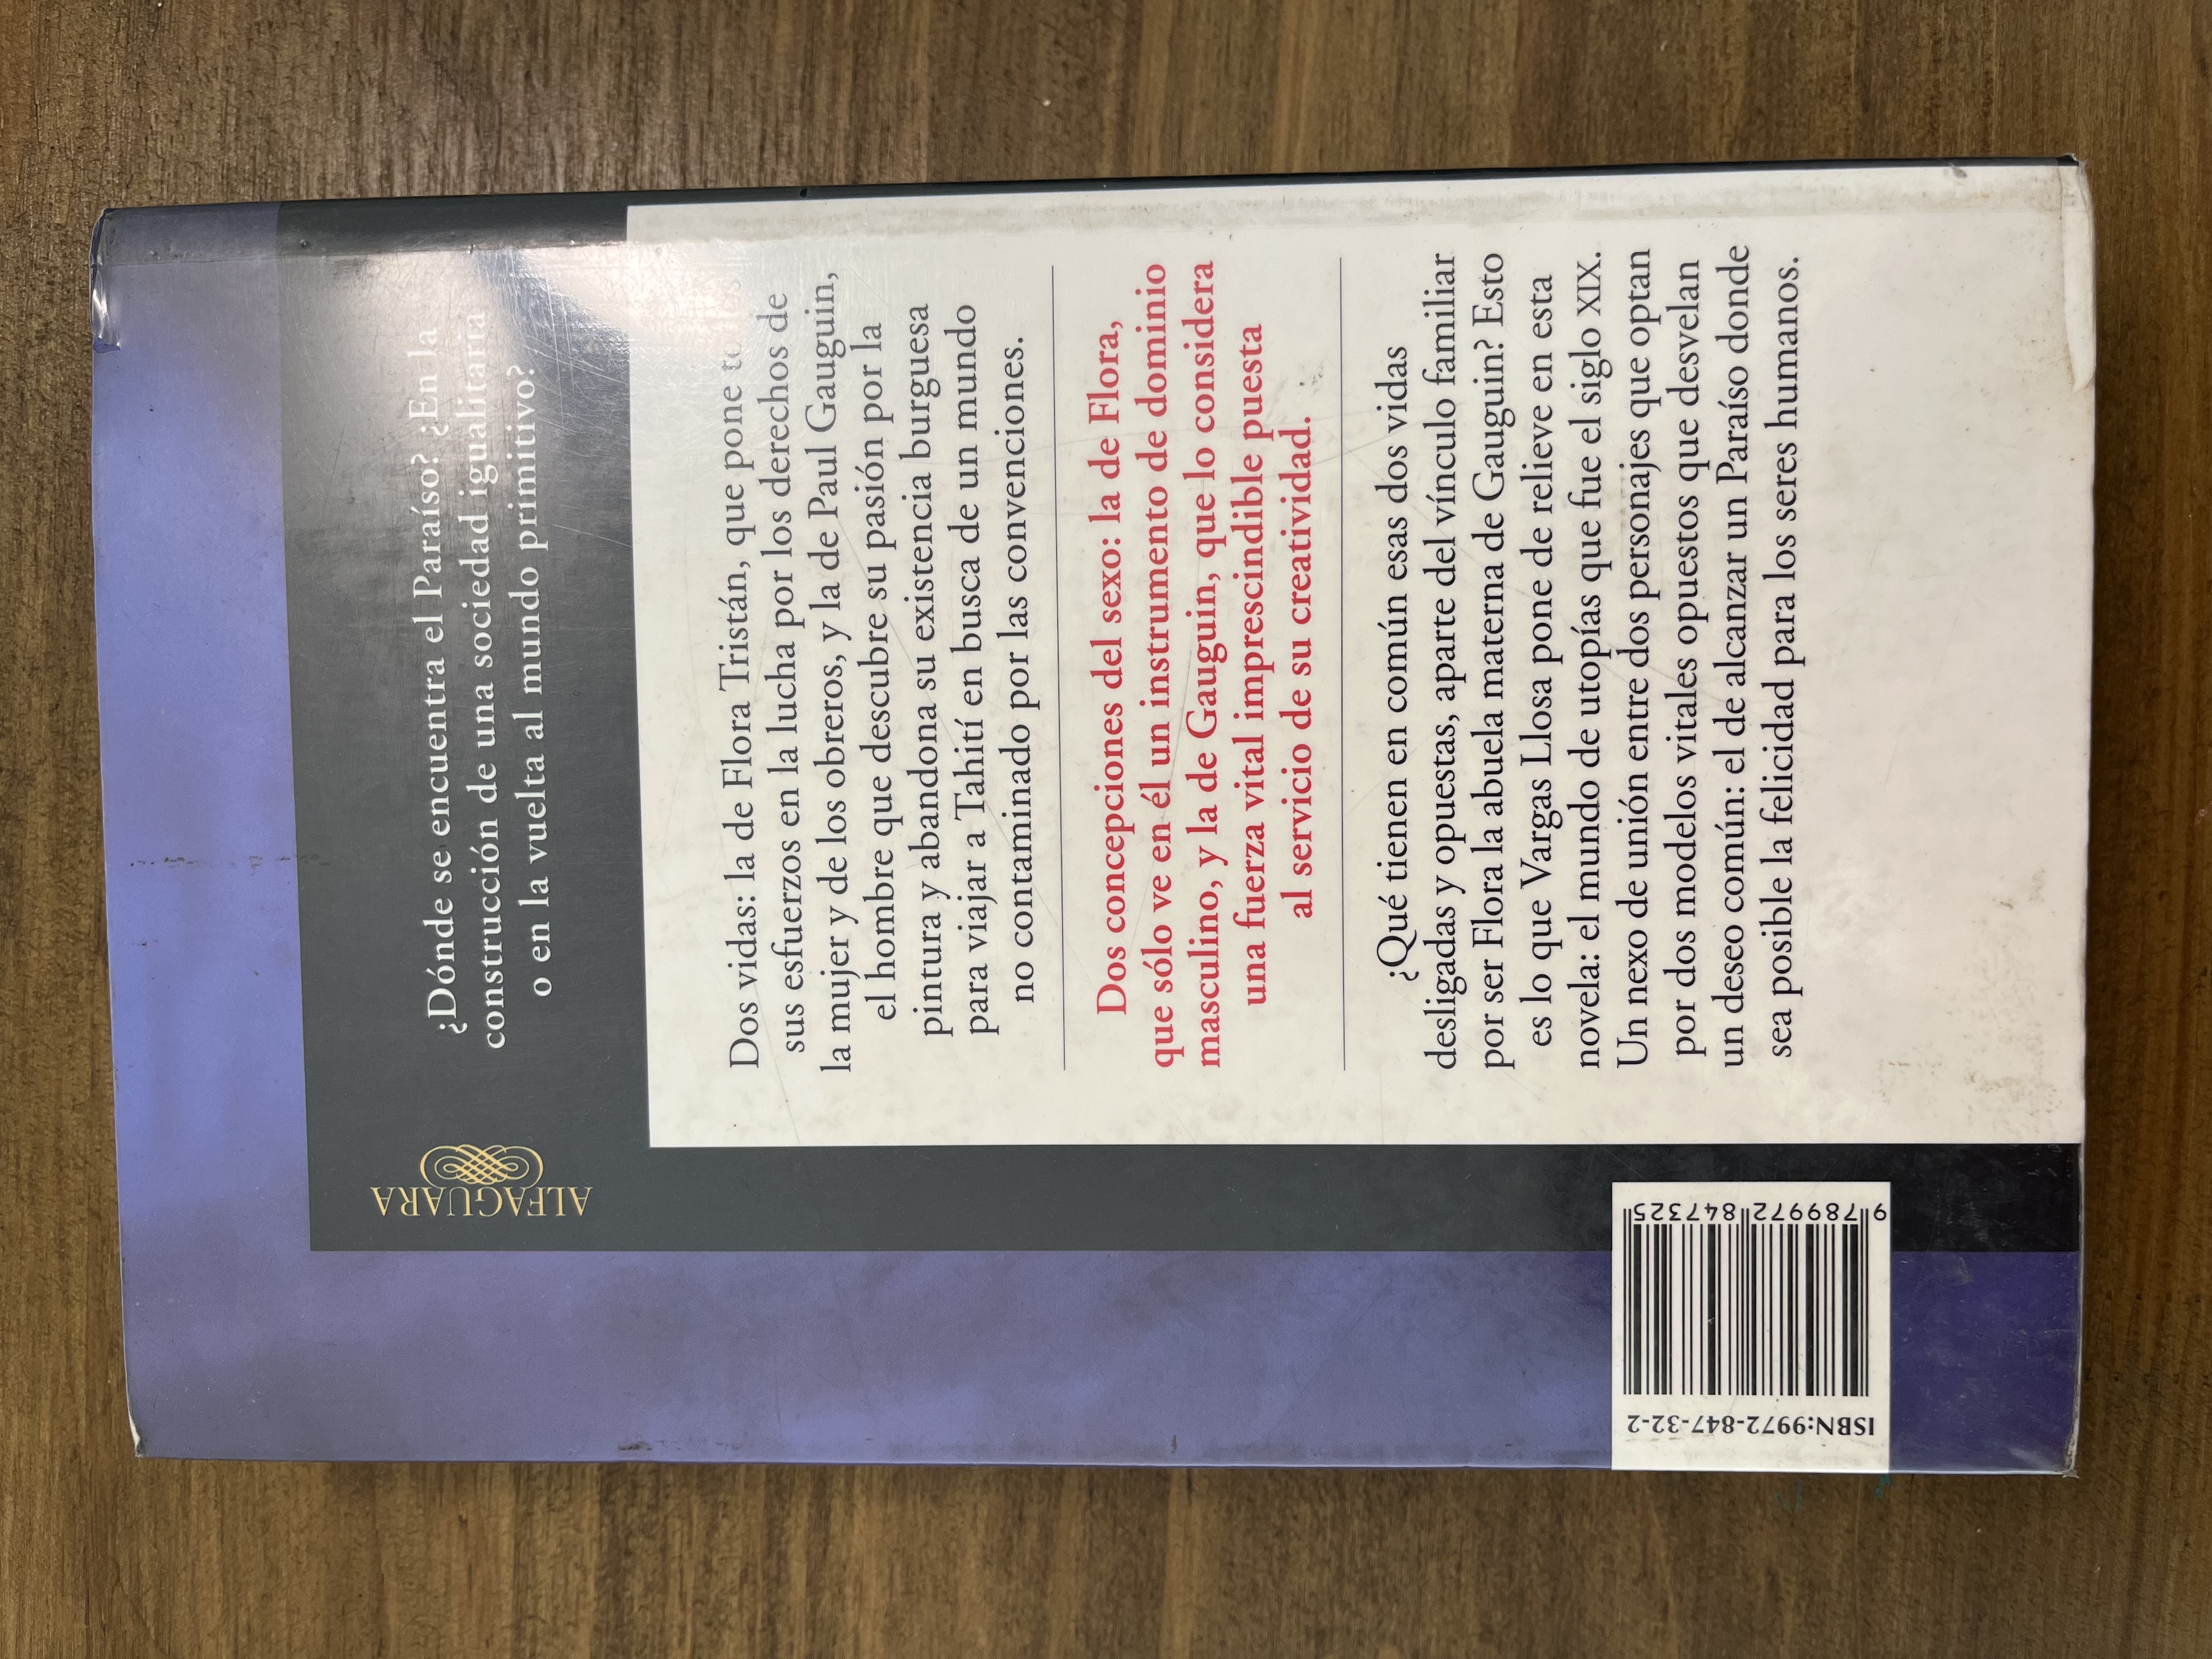 ALFAGUARA
¿Dónde se encuentra el Paraíso? ¿En la
construcción de una sociedad igualitaria
o en la vuelta al mundo primitivo?
Dos vidas: la de Flora Tristán, que pone
sus esfuerzos en la lucha por los derechos de
la mujer y de los obreros, y la de Paul Gauguin,
el hombre que descubre su pasión por la
pintura y abandona su existencia burguesa
para viajar a Tahití en busca de un mundo
no contaminado por las convenciones.
Dos concepciones del sexo: la de Flora,
que sólo ve en él un instrumento de dominio
masculino, y la de Gauguin, que lo considera
una fuerza vital imprescindible puesta
al servicio de su creatividad.
¿Qué tienen en común esas dos vidas
desligadas y opuestas, aparte del vínculo familiar
por ser Flora la abuela materna de Gauguin? Esto
es lo que Vargas Llosa pone de relieve en esta
novela: el mundo de utopías que fue el siglo XIX.
Un nexo de unión entre dos personajes que optan
por dos modelos vitales opuestos que desvelan
un deseo común: el de alcanzar un Paraíso donde
sea posible la felicidad para los seres humanos.
ISBN:9972-847-32-2
9 789972 847325